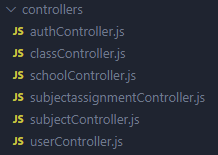 controllers
JS authController.js
JS classController.js
JS schoolController.js
JS subjectassignmentController.js
JS subjectController.js
JS userController.js